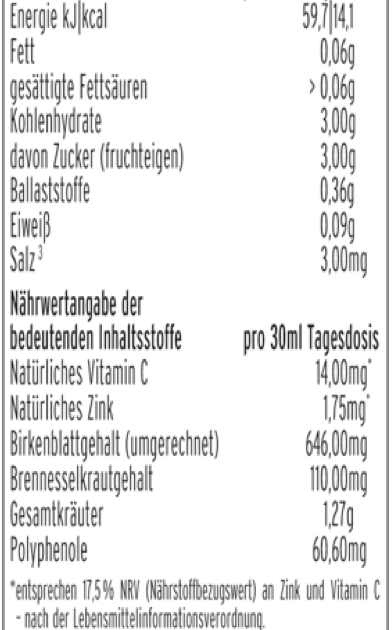 Energie kJ|kcal 59,7|14,1
Fett 0,06g
gesättigte Fettsäuren > 0,06g
Kohlenhydrate 3,00g
davon Zucker (fruchteigen) 3,00g
Ballaststoffe 0,36g
Eiweiß 0,09g
Salz ³ 3,00mg
Nährwertangabe der
bedeutenden Inhaltsstoffe pro 30ml Tagesdosis
Natürliches Vitamin C 14,00mg*
Natürliches Zink 1,75mg*
Birkenblattgehalt (umgerechnet) 646,00mg
Brennesselkrautgehalt 110,00mg
Gesamtkräuter 1,27g
Polyphenole 60,60mg
*entsprechen 17,5 % NRV (Nährstoffbezugswert) an Zink und Vitamin C
- nach der Lebensmittelinformationsverordnung.